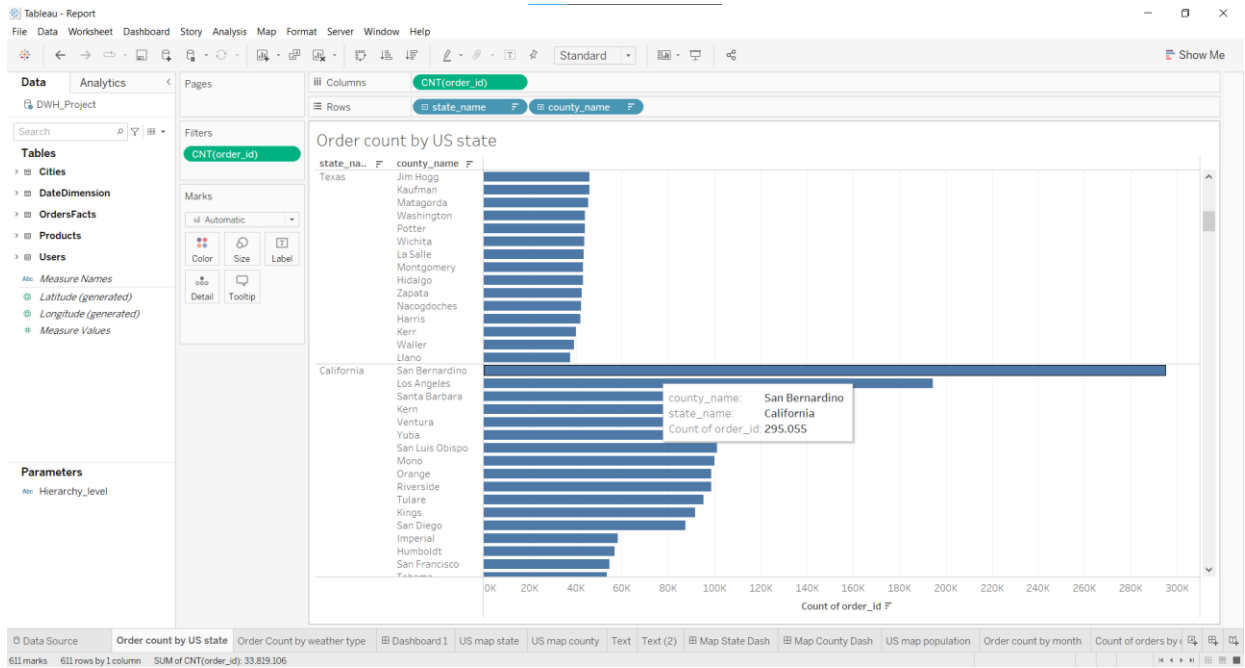 Tableau - Report
File Data Worksheet Dashboard Story Analysis Map Format Server Window Help
Standard
Show Me
Data Analytics
DWH_Project
Search
Tables
Cities
DateDimension
OrdersFacts
Products
Users
Abc Measure Names
Latitude (generated)
Longitude (generated)
# Measure Values
Parameters
Abc Hierarchy_level
Pages
Filters
CNT(order_id)
Marks
Automatic
Color Size Label
Detail Tooltip
Columns CNT(order_id)
Rows state_name county_name
Order count by US state
state_na.. county_name
Texas Jim Hogg
Kaufman
Matagorda
Washington
Potter
Wichita
La Salle
Montgomery
Hidalgo
Zapata
Nacogdoches
Harris
Kerr
Waller
Llano
California San Bernardino
Los Angeles
Santa Barbara
Kern
Ventura
Yuba
San Luis Obispo
Mono
Orange
Riverside
Tulare
Kings
San Diego
Imperial
Humboldt
San Francisco
county_name: San Bernardino
state_name: California
Count of order_id: 295.055
0K 20K 40K 60K 80K 100K 120K 140K 160K 180K 200K 220K 240K 260K 280K 300K
Count of order_id
Data Source Order count by US state Order Count by weather type Dashboard 1 US map state US map county Text Text (2) Map State Dash Map County Dash US map population Order count by month Count of orders by
611 marks 611 rows by 1 column SUM of CNT(order_id): 33.819.106